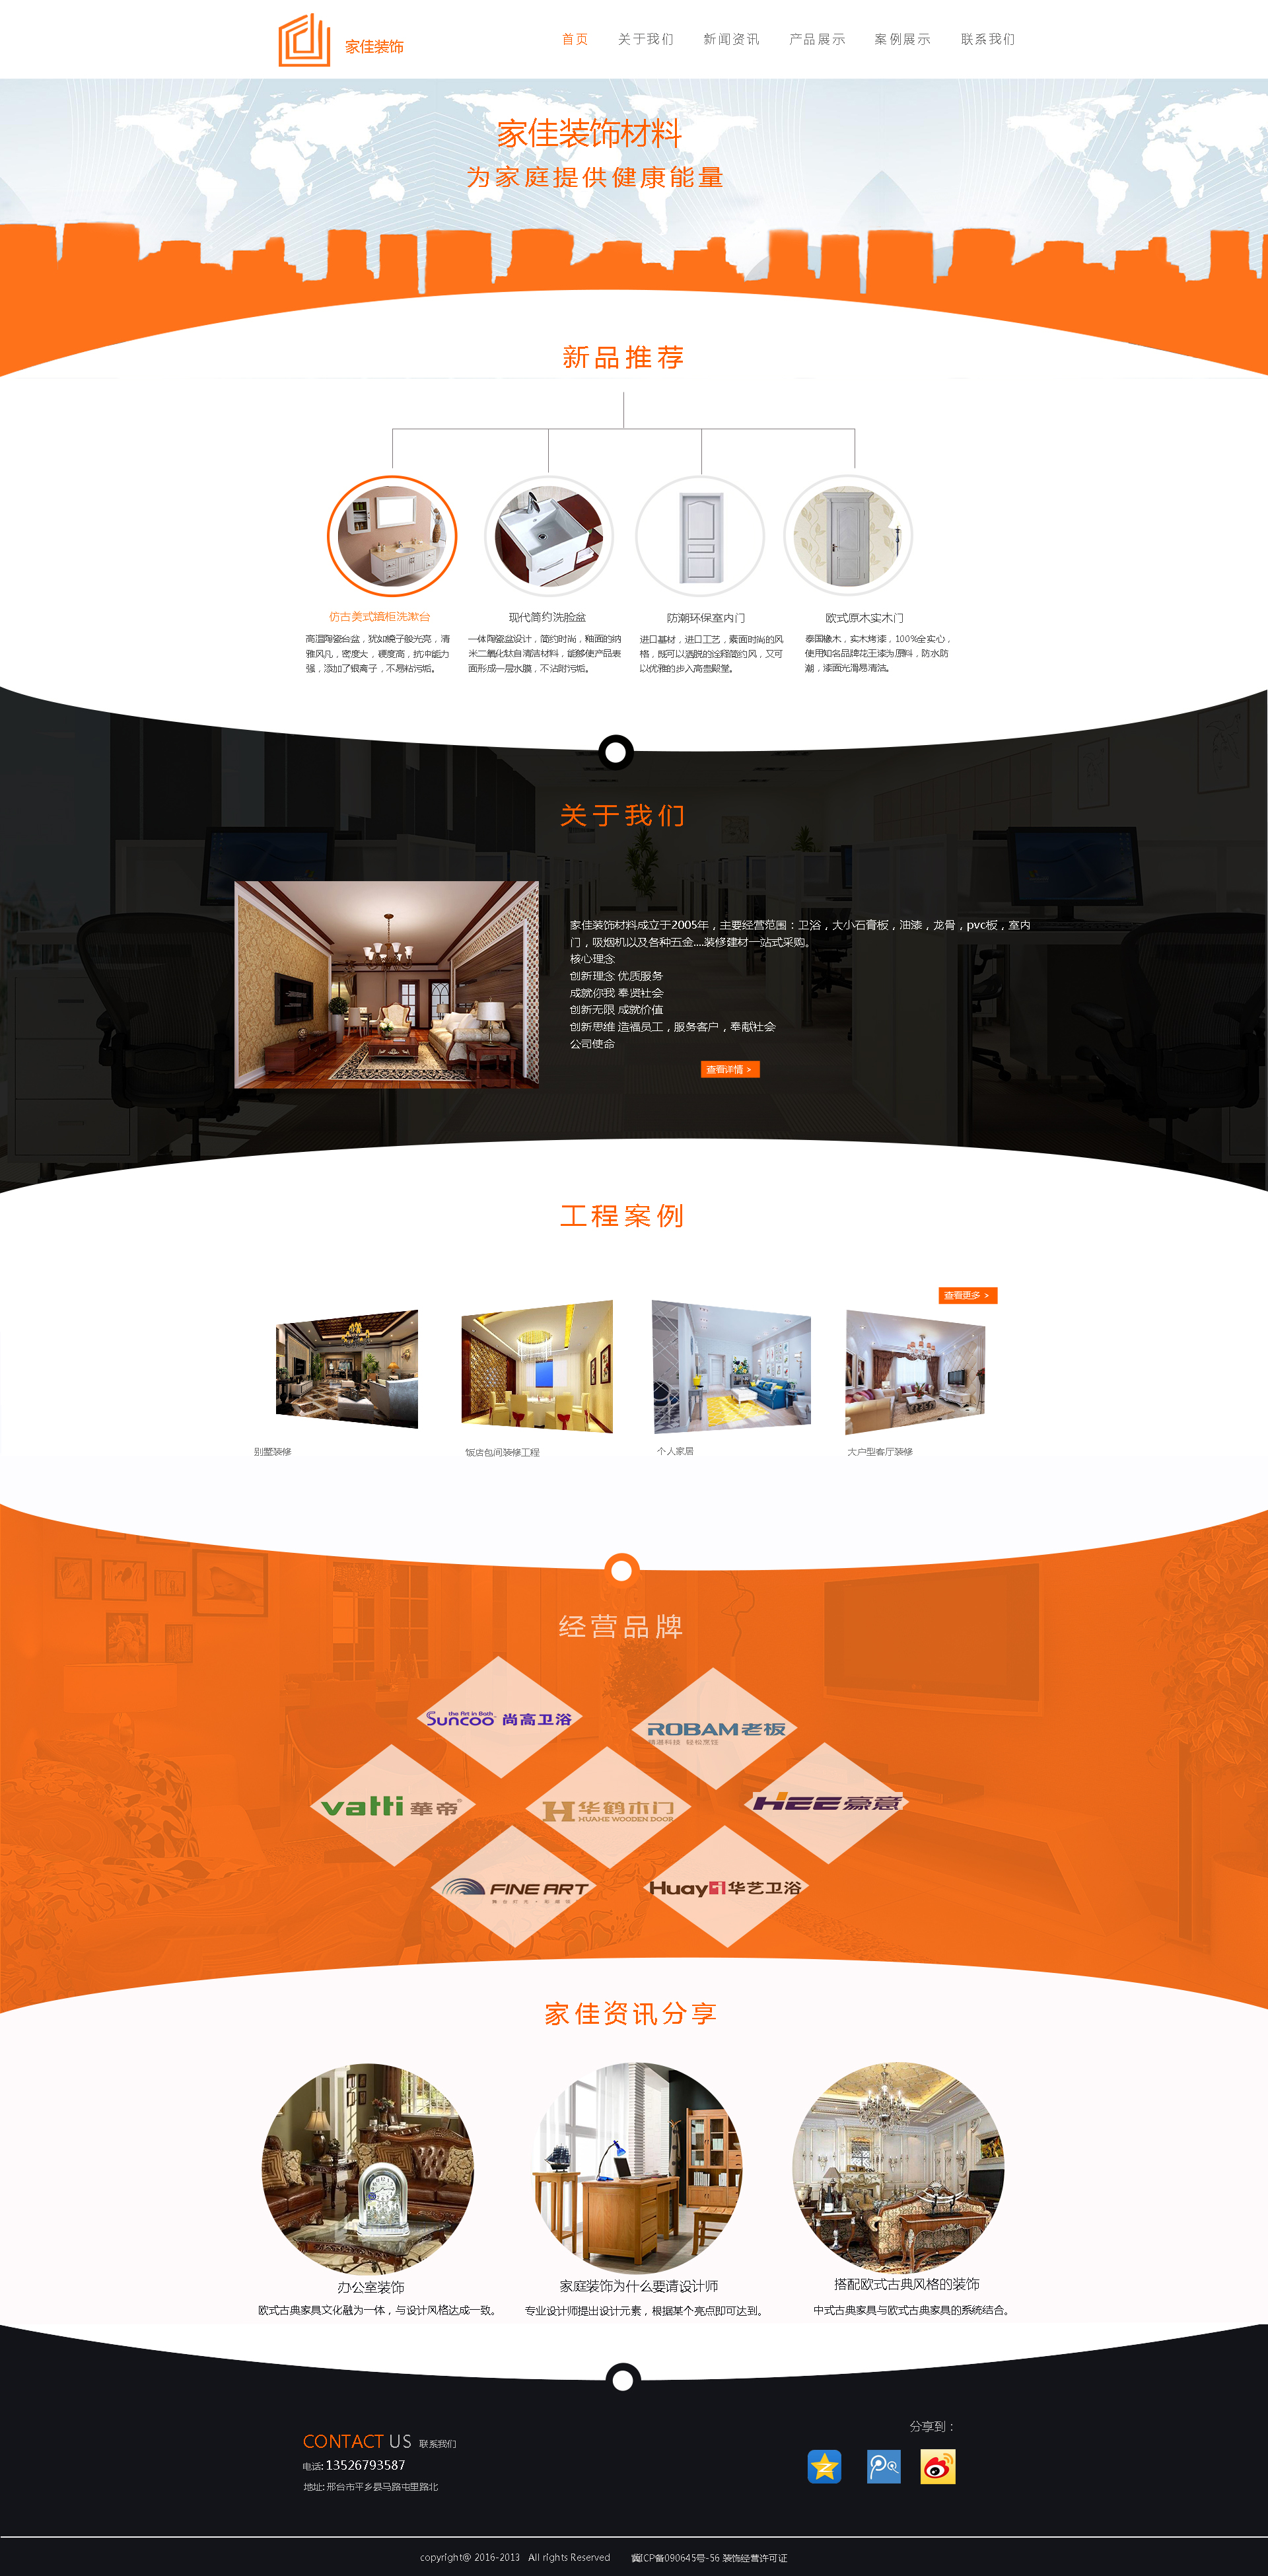 家佳装饰
首页 关于我们 新闻资讯 产品展示 案例展示 联系我们
家佳装饰材料
为家庭提供健康能量
新品推荐
仿古美式镜柜洗漱台
高温陶瓷台盆，犹如镜子般光亮，清
雅风凡，密度大，硬度高，抗冲能力
强，添加了银离子，不易粘污垢。
现代简约洗脸盆
一体陶瓷盆设计，简约时尚，釉面的纳
米二氧化钛自清洁材料，能够使产品表
面形成一层水膜，不沾附污垢。
防潮环保室内门
进口基材，进口工艺，素面时尚的风
格，既可以洒脱的诠释简约风，又可
以优雅的步入高贵殿堂。
欧式原木实木门
泰国橡木，实木烤漆，100%全实心，
使用知名品牌花王漆为原料，防水防
潮，漆面光滑易清洁。
关于我们
家佳装饰材料成立于2005年，主要经营范围：卫浴，大小石膏板，油漆，龙骨，pvc板，室内
门，吸烟机以及各种五金....装修建材一站式采购。
核心理念
创新理念 优质服务
成就你我 奉贤社会
创新无限 成就价值
创新思维 造福员工，服务客户，奉献社会
公司使命
查看详情 >
工程案例
查看更多 >
别墅装修
饭店包间装修工程
个人家居
大户型客厅装修
经营品牌
the Art in Bath
Suncoo 尚高卫浴
ROBAM老板
精湛科技 轻松烹饪
vatti 華帝®
H华鹤木门
HUAHE WOODEN DOOR
HEE豪意
FINE ART
Huayi华艺卫浴
家佳资讯分享
办公室装饰
欧式古典家具文化融为一体，与设计风格达成一致。
家庭装饰为什么要请设计师
专业设计师提出设计元素，根据某个亮点即可达到。
搭配欧式古典风格的装饰
中式古典家具与欧式古典家具的系统结合。
CONTACT US 联系我们
电话: 13526793587
地址: 邢台市平乡县马路屯里路北
分享到：
copyright@ 2016-2013 All rights Reserved 冀ICP备090645号-56 装饰经营许可证